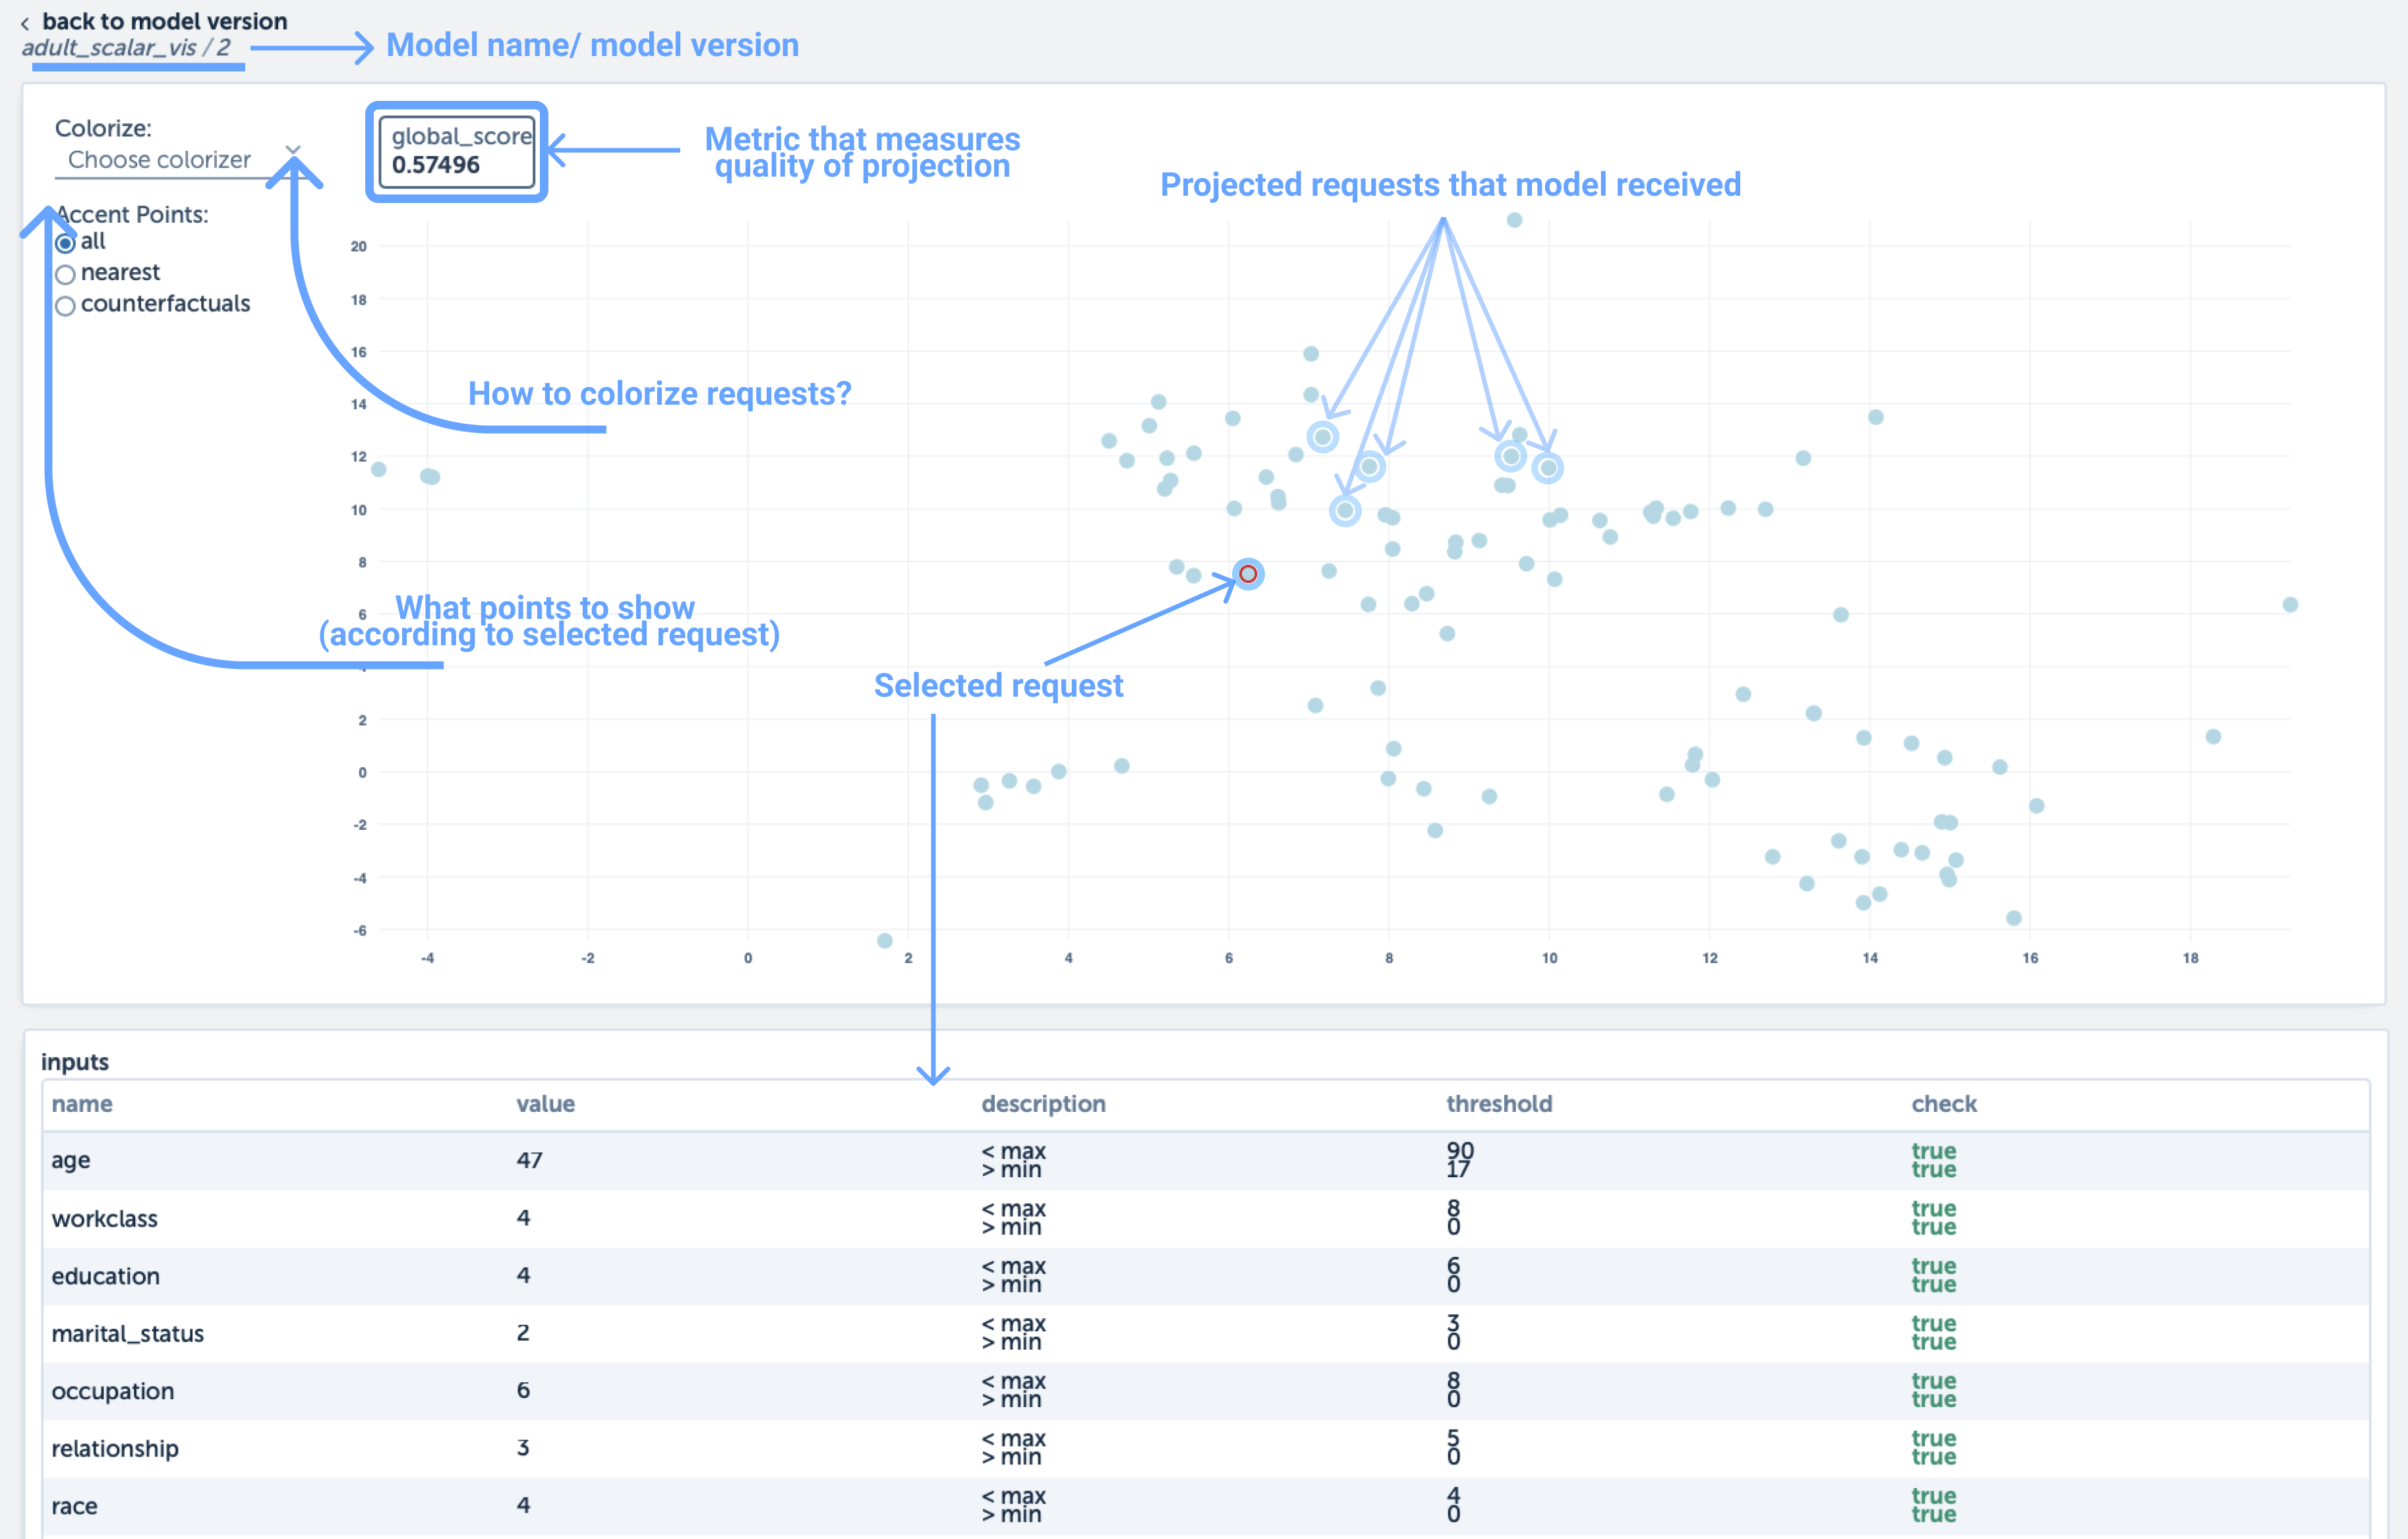 ‹ back to model version
adult_scalar_vis / 2
Model name/ model version
Colorize:
Choose colorizer
global_score
0.57496
Metric that measures
quality of projection
Projected requests that model received
Accent Points:
all
nearest
counterfactuals
How to colorize requests?
What points to show
(according to selected request)
Selected request
20
18
16
14
12
10
8
6
2
0
-2
-4
-6
-4 -2 0 2 4 6 8 10 12 14 16 18
inputs
name value description threshold check
age 47 < max 90 true
> min 17 true
workclass 4 < max 8 true
> min 0 true
education 4 < max 6 true
> min 0 true
marital_status 2 < max 3 true
> min 0 true
occupation 6 < max 8 true
> min 0 true
relationship 3 < max 5 true
> min 0 true
race 4 < max 4 true
> min 0 true